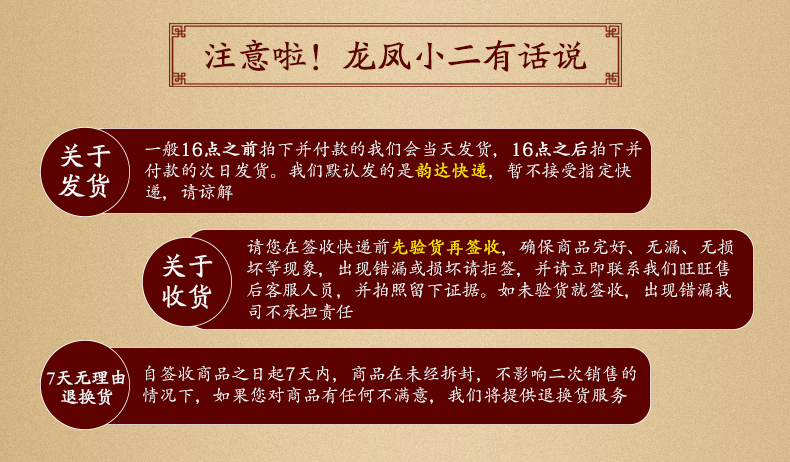 注意啦！龙凤小二有话说
关于
发货
一般16点之前拍下并付款的我们会当天发货，16点之后拍下并
付款的次日发货。我们默认发的是韵达快递，暂不接受指定快
递，请谅解
关于
收货
请您在签收快递前先验货再签收，确保商品完好、无漏、无损
坏等现象，出现错漏或损坏请拒签，并请立即联系我们旺旺售
后客服人员，并拍照留下证据。如未验货就签收，出现错漏我
司不承担责任
7天无理由
退换货
自签收商品之日起7天内，商品在未经拆封，不影响二次销售的
情况下，如果您对商品有任何不满意，我们将提供退换货服务